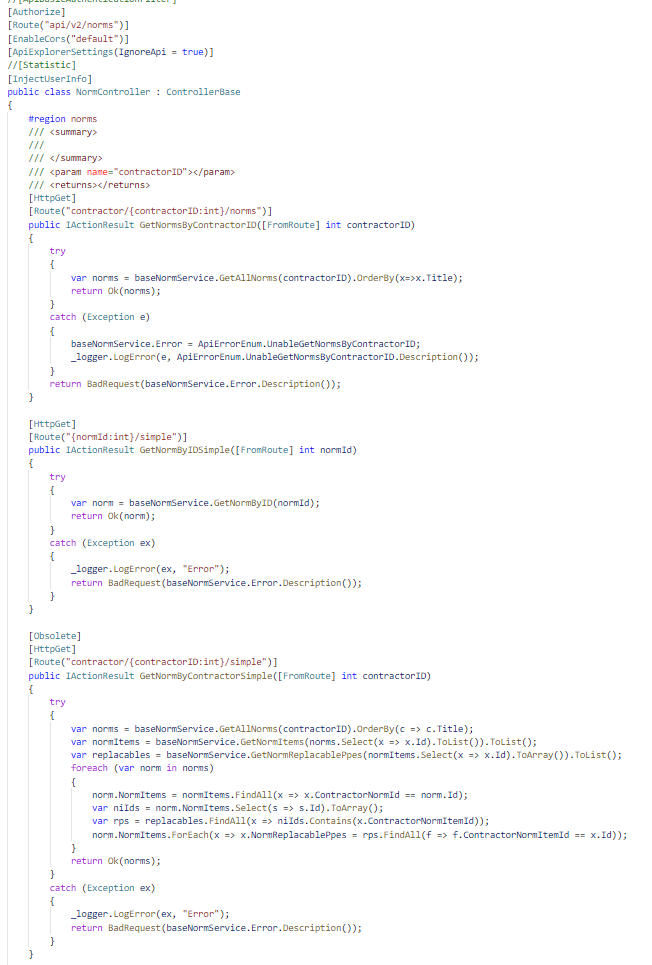 //[ApiBasicAuthenticationFilter]
[Authorize]
[Route("api/v2/norms")]
[EnableCors("default")]
[ApiExplorerSettings(IgnoreApi = true)]
//[Statistic]
[InjectUserInfo]
public class NormController : ControllerBase
{
#region norms
/// <summary>
///
/// </summary>
/// <param name="contractorID"></param>
/// <returns></returns>
[HttpGet]
[Route("contractor/{contractorID:int}/norms")]
public IActionResult GetNormsByContractorID([FromRoute] int contractorID)
{
try
{
var norms = baseNormService.GetAllNorms(contractorID).OrderBy(x=>x.Title);
return Ok(norms);
}
catch (Exception e)
{
baseNormService.Error = ApiErrorEnum.UnableGetNormsByContractorID;
_logger.LogError(e, ApiErrorEnum.UnableGetNormsByContractorID.Description());
}
return BadRequest(baseNormService.Error.Description());
}
[HttpGet]
[Route("{normId:int}/simple")]
public IActionResult GetNormByIDSimple([FromRoute] int normId)
{
try
{
var norm = baseNormService.GetNormByID(normId);
return Ok(norm);
}
catch (Exception ex)
{
_logger.LogError(ex, "Error");
return BadRequest(baseNormService.Error.Description());
}
}
[Obsolete]
[HttpGet]
[Route("contractor/{contractorID:int}/simple")]
public IActionResult GetNormByContractorSimple([FromRoute] int contractorID)
{
try
{
var norms = baseNormService.GetAllNorms(contractorID).OrderBy(c => c.Title);
var normItems = baseNormService.GetNormItems(norms.Select(x => x.Id).ToList()).ToList();
var replacables = baseNormService.GetNormReplacablePpes(normItems.Select(x => x.Id).ToArray()).ToList();
foreach (var norm in norms)
{
norm.NormItems = normItems.FindAll(x => x.ContractorNormId == norm.Id);
var niIds = norm.NormItems.Select(s => s.Id).ToArray();
var rps = replacables.FindAll(x => niIds.Contains(x.ContractorNormItemId));
norm.NormItems.ForEach(x => x.NormReplacablePpes = rps.FindAll(f => f.ContractorNormItemId == x.Id));
}
return Ok(norms);
}
catch (Exception ex)
{
_logger.LogError(ex, "Error");
return BadRequest(baseNormService.Error.Description());
}
}